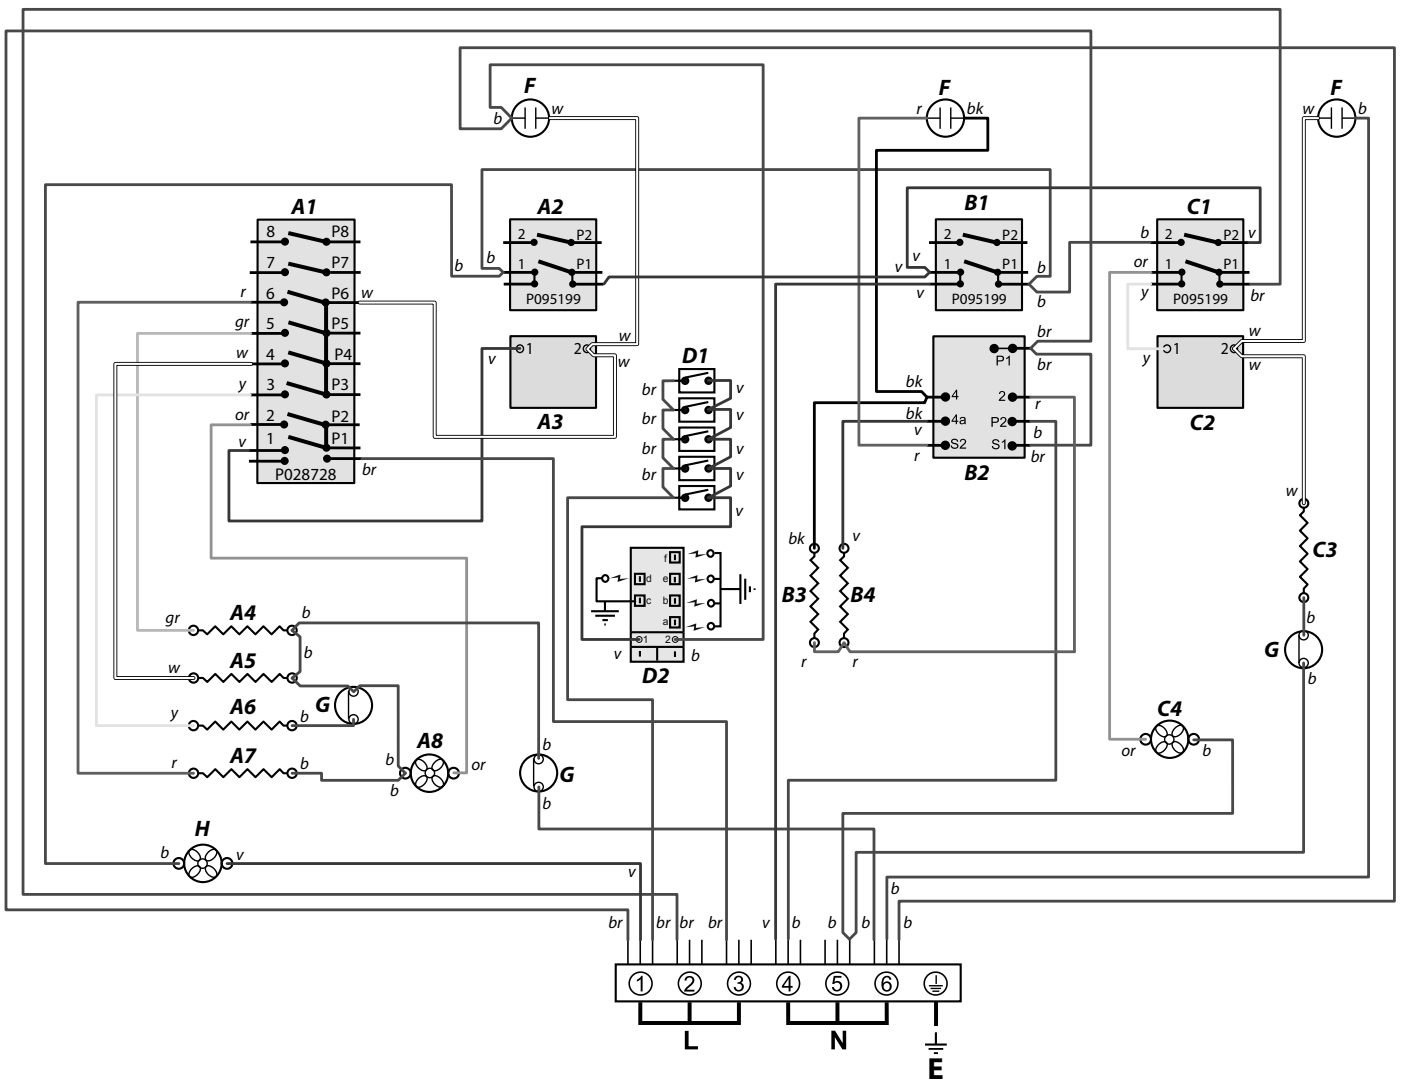 F F F
b w r bk w b
A1 A2 B1 C1
8 P8 2 P2 2 P2 b 2 P2 v
7 P7 b b 1 P1 v v 1 P1 b b or 1 P1 br
r 6 P6 w P095199 P095199 y P095199
gr 5 P5
w 4 P4
y 3 P3
or 2 P2
v 1 P1
br
P028728
v 1 2 w w
A3
D1
br v
br v
br v
br v
v
P1 br br
bk 4 2 r
bk 4a P2 b
v
r S2 S1 br
B2
y 1 2 w w
C2
f
d e
c b
a
1 2
v b
D2
bk v
B3 B4
r r
w
C3
b
G
b
gr A4 b
b
w A5
y A6 b G
r A7 b
b A8 or
b
b
G
b
C4
or b
H
b v
v
br br br br v b b b b b
1 2 3 4 5 6
L N E